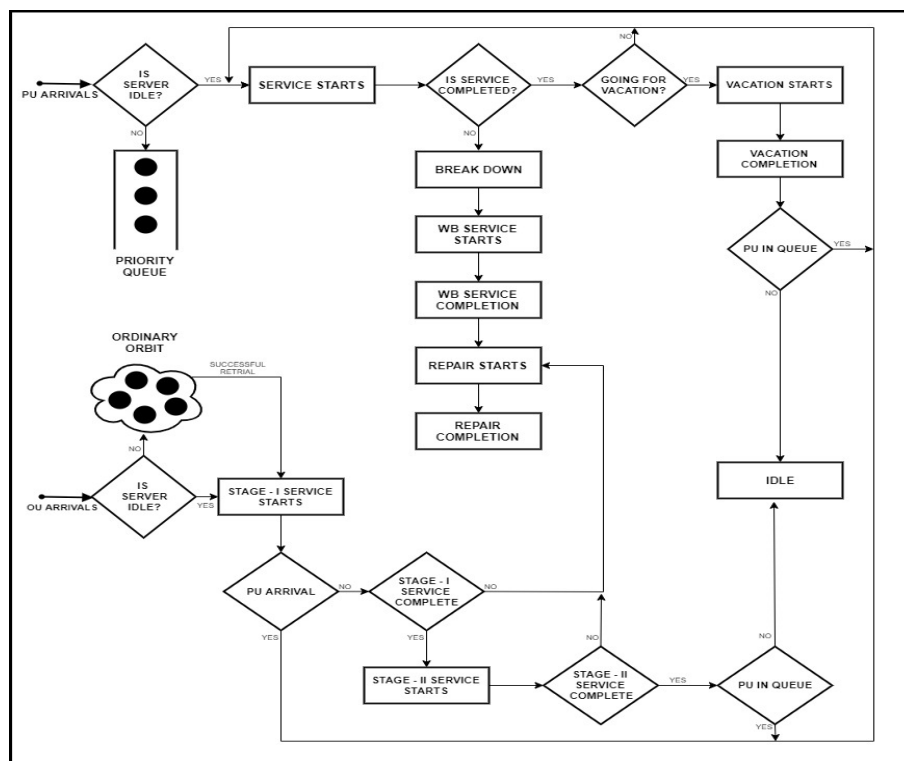 NO
IS
SERVER
IDLE?
YES
SERVICE STARTS
IS SERVICE
COMPLETED?
YES
GOING FOR
VACATION?
YES
VACATION STARTS
PU ARRIVALS
NO
NO
VACATION
COMPLETION
BREAK DOWN
WB SERVICE
STARTS
PU IN QUEUE
YES
PRIORITY
QUEUE
NO
WB SERVICE
COMPLETION
ORDINARY
ORBIT
SUCCESSFUL
RETRIAL
REPAIR STARTS
REPAIR
COMPLETION
NO
IS
SERVER
IDLE?
YES
OU ARRIVALS
STAGE - I SERVICE
STARTS
IDLE
PU ARRIVAL
NO
STAGE - I
SERVICE
COMPLETE
NO
YES
YES
NO
NO
STAGE - II SERVICE
STARTS
STAGE - II
SERVICE
COMPLETE
YES
PU IN QUEUE
YES